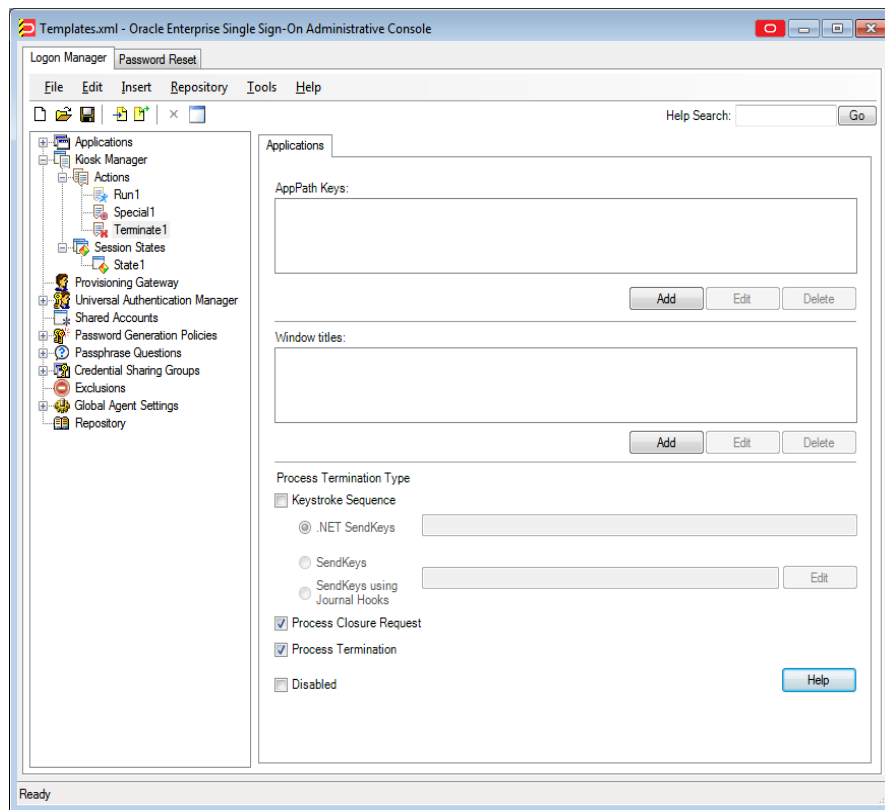 Templates.xml - Oracle Enterprise Single Sign-On Administrative Console
Logon Manager
Password Reset
File Edit Insert Repository Tools Help
Help Search:
Go
Applications
Kiosk Manager
Actions
Run1
Special1
Terminate1
Session States
State1
Provisioning Gateway
Universal Authentication Manager
Shared Accounts
Password Generation Policies
Passphrase Questions
Credential Sharing Groups
Exclusions
Global Agent Settings
Repository
Applications
AppPath Keys:
Add Edit Delete
Window titles:
Add Edit Delete
Process Termination Type
Keystroke Sequence
.NET SendKeys
SendKeys
SendKeys using
Journal Hooks
Edit
Process Closure Request
Process Termination
Disabled
Help
Ready